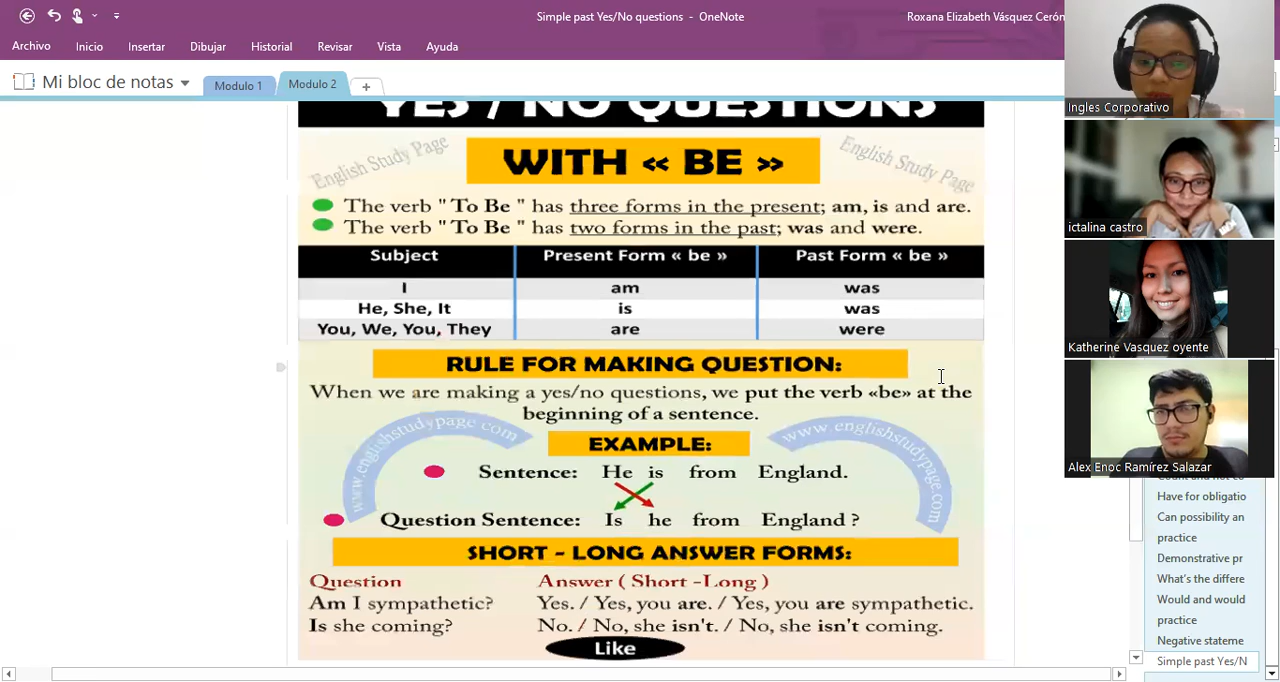 Simple past Yes/No questions - OneNote
Roxana Elizabeth Vásquez Cerón
Archivo Inicio Insertar Dibujar Historial Revisar Vista Ayuda
Mi bloc de notas Modulo 1 Modulo 2 +
YES / NO QUESTIONS
English Study Page
WITH « BE »
English Study Page
The verb " To Be " has three forms in the present; am, is and are.
The verb " To Be " has two forms in the past; was and were.
Subject Present Form « be » Past Form « be »
I am was
He, She, It is was
You, We, You, They are were
RULE FOR MAKING QUESTION:
When we are making a yes/no questions, we put the verb «be» at the
beginning of a sentence.
www.englishstudypage.com
www.englishstudypage.com
EXAMPLE:
Sentence: He is from England.
Question Sentence: Is he from England ?
SHORT - LONG ANSWER FORMS:
Question Answer ( Short -Long )
Am I sympathetic? Yes. / Yes, you are. / Yes, you are sympathetic.
Is she coming? No. / No, she isn't. / No, she isn't coming.
Like
Ingles Corporativo
ictalina castro
Katherine Vasquez oyente
Alex Enoc Ramírez Salazar
Have for obligatio
Can possibility an
practice
Demonstrative pr
What's the differe
Would and would
practice
Negative stateme
Simple past Yes/N